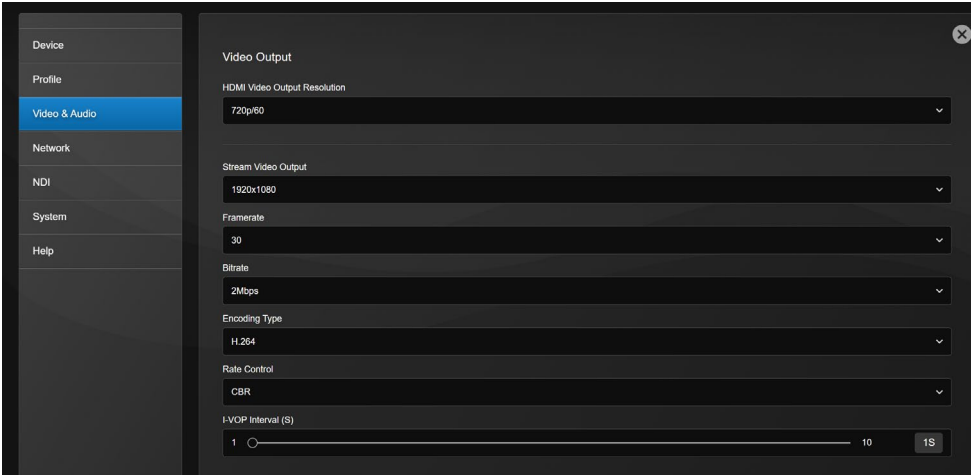 Device
Profile
Video & Audio
Network
NDI
System
Help
Video Output
HDMI Video Output Resolution
720p/60
Stream Video Output
1920x1080
Framerate
30
Bitrate
2Mbps
Encoding Type
H.264
Rate Control
CBR
I-VOP Interval (S)
1 10 1S